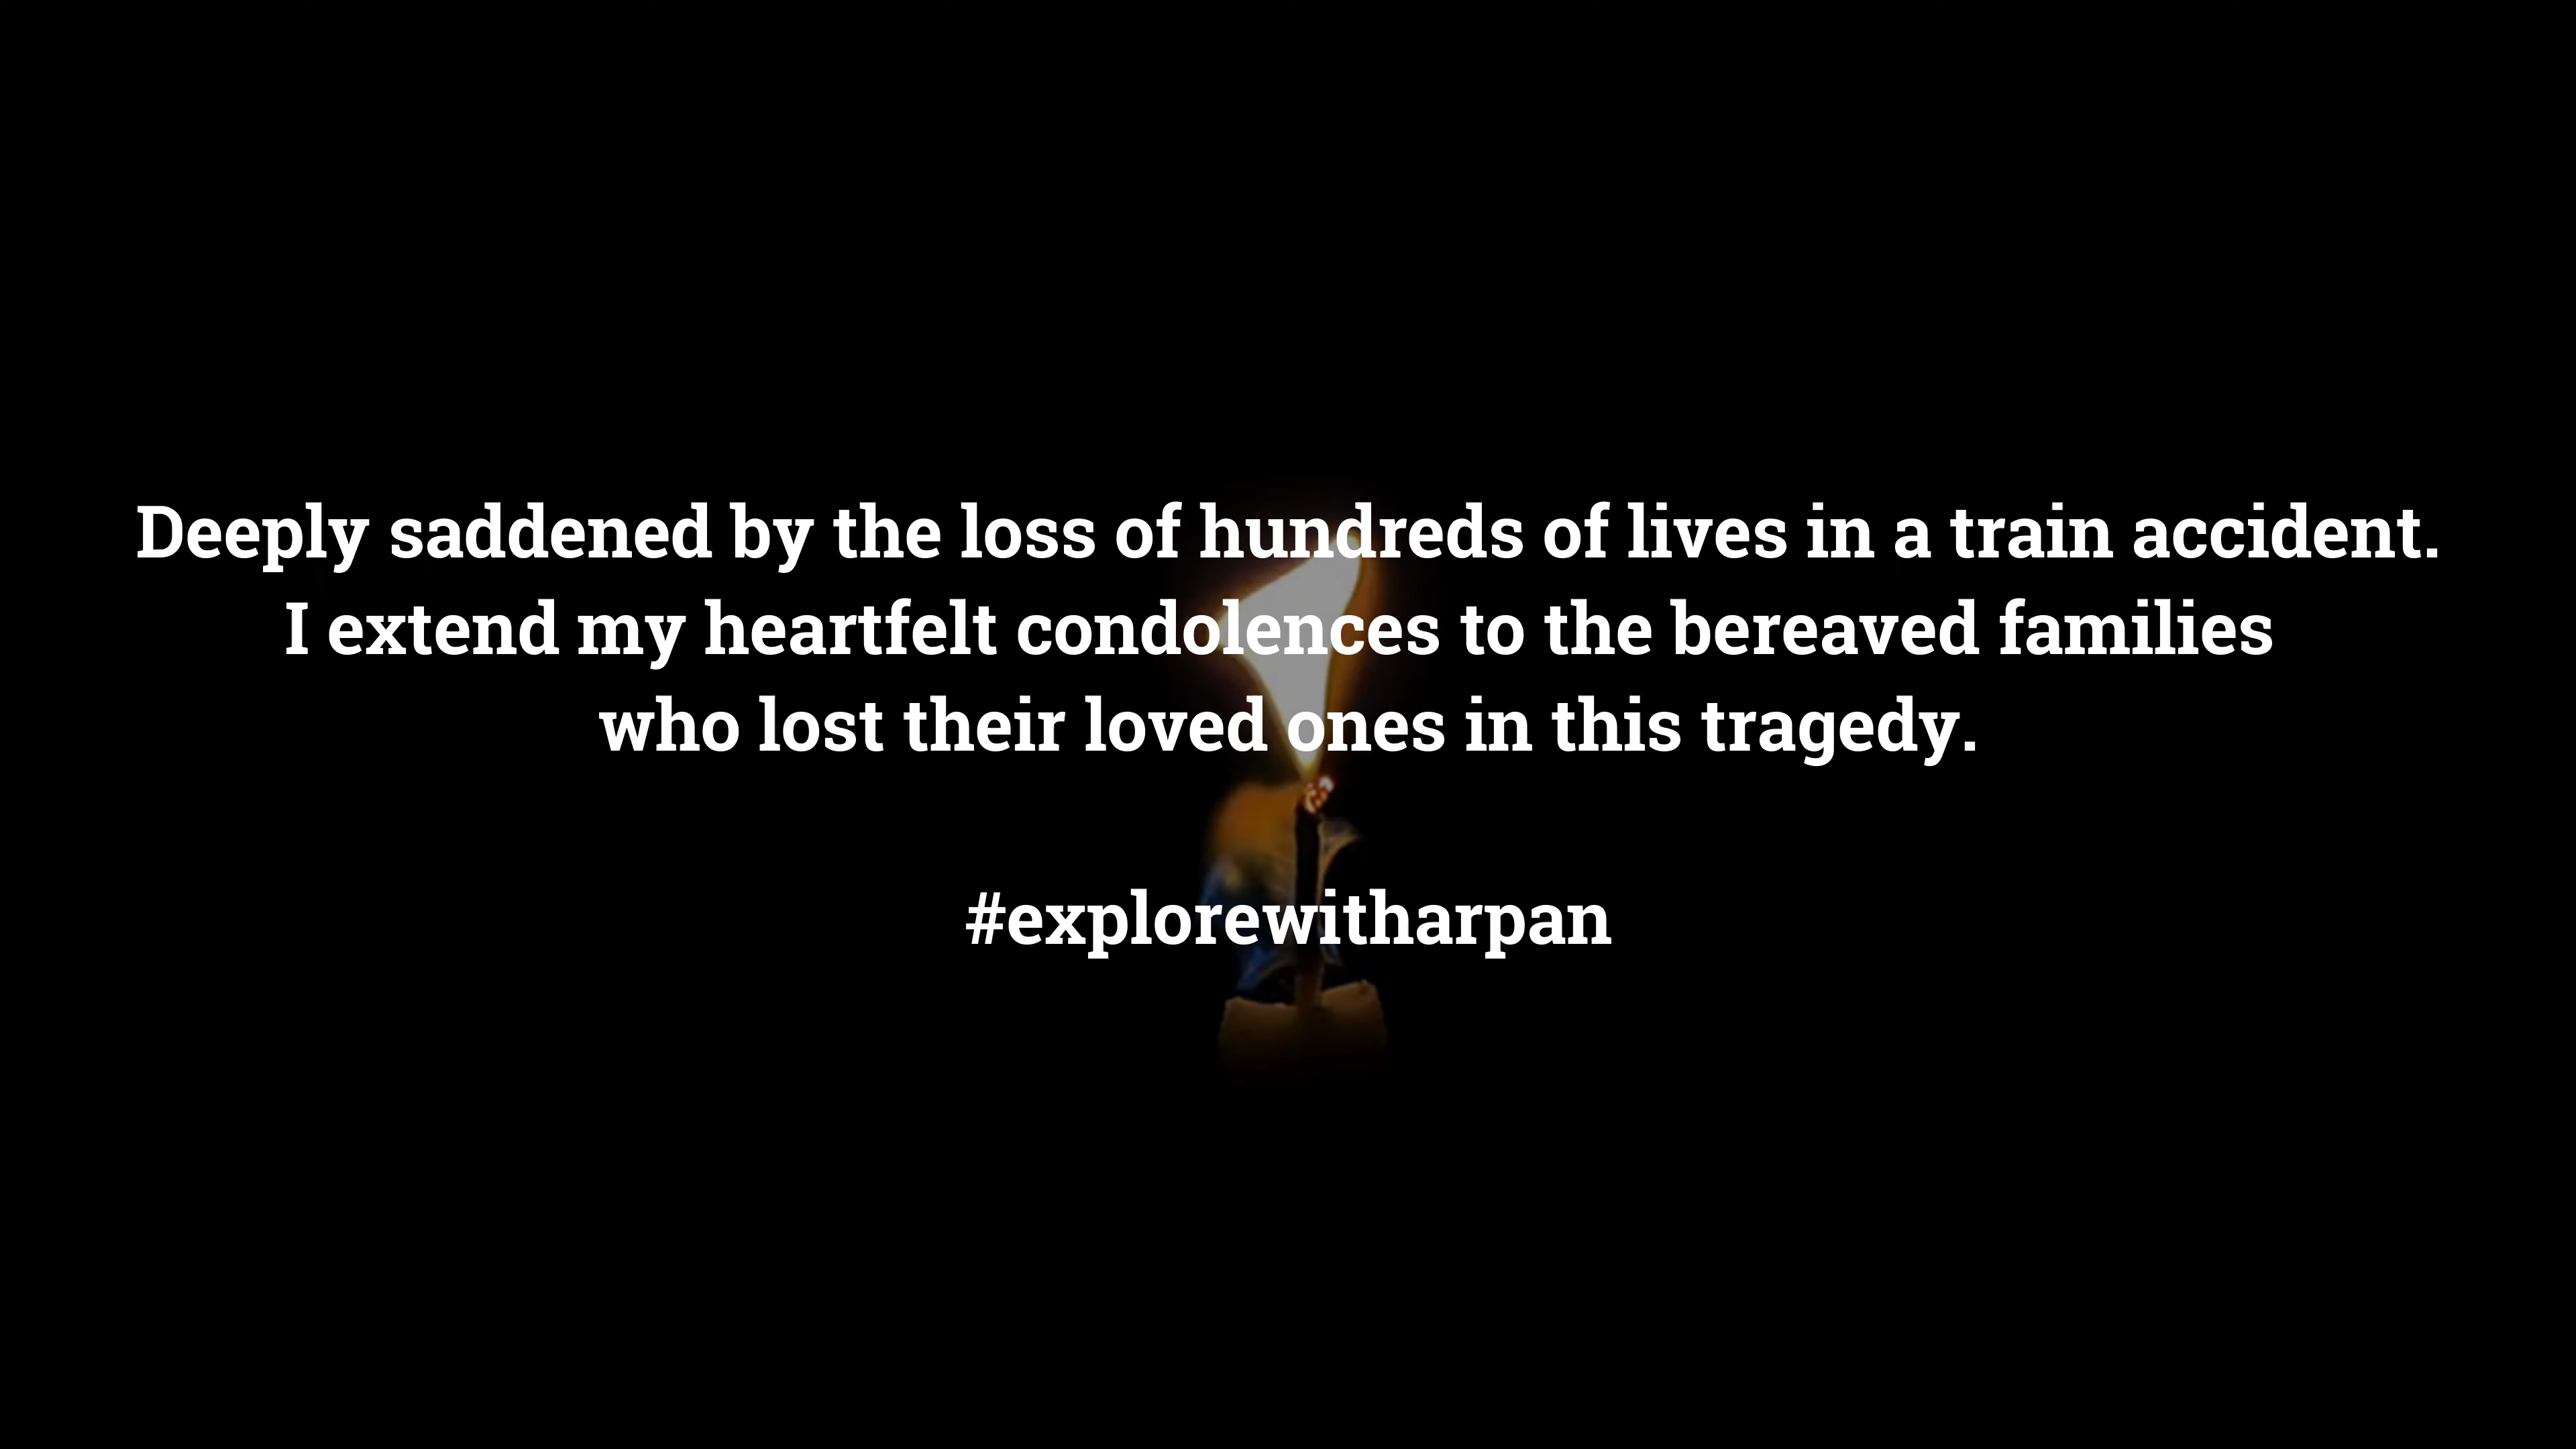 Deeply saddened by the loss of hundreds of lives in a train accident.
I extend my heartfelt condolences to the bereaved families
who lost their loved ones in this tragedy.
#explorewitharpan